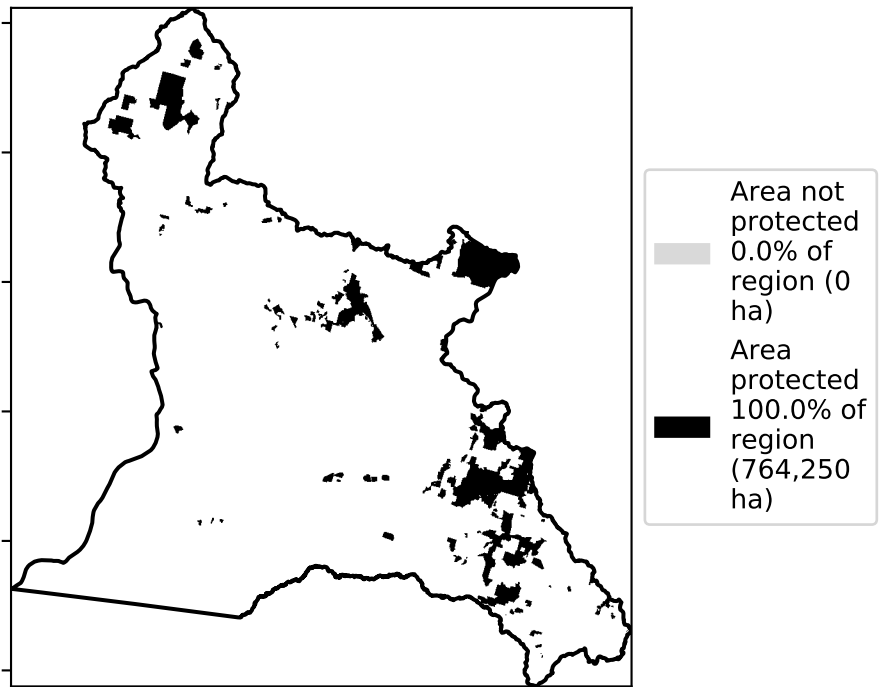 Area not
protected
0.0% of
region (0
ha)
Area
protected
100.0% of
region
(764,250
ha)